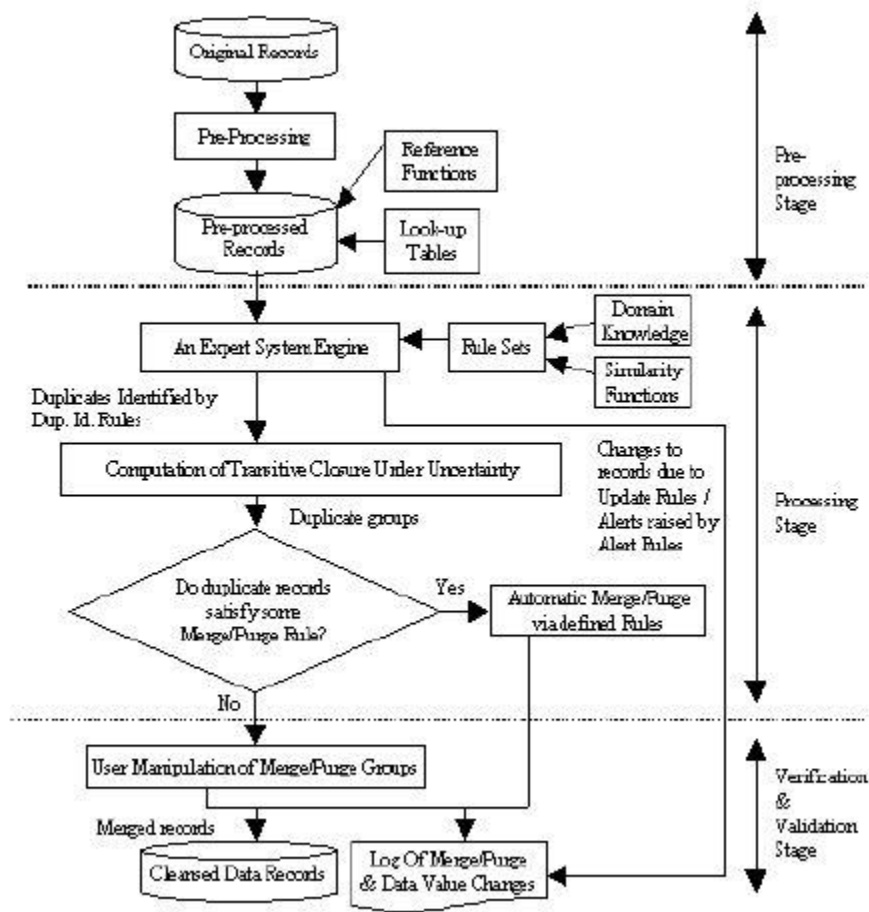 Original Records
Pre-Processing
Reference
Functions
Pre-
processing
Stage
Pre-processed
Records
Look-up
Tables
An Expert System Engine
Rule Sets
Domain
Knowledge
Similarity
Functions
Duplicates Identified by
Dup. Id. Rules
Computation of Transitive Closure Under Uncertainty
Changes to
records due to
Update Rules /
Alerts raised by
Alert Rules
Processing
Stage
Duplicate groups
Do duplicate records
satisfy some
Merge/Purge Rule?
Yes
Automatic Merge/Purge
via defined Rules
No
User Manipulation of Merge/Purge Groups
Verification
&
Validation
Stage
Merged records
Cleansed Data Records
Log Of Merge/Purge
& Data Value Changes